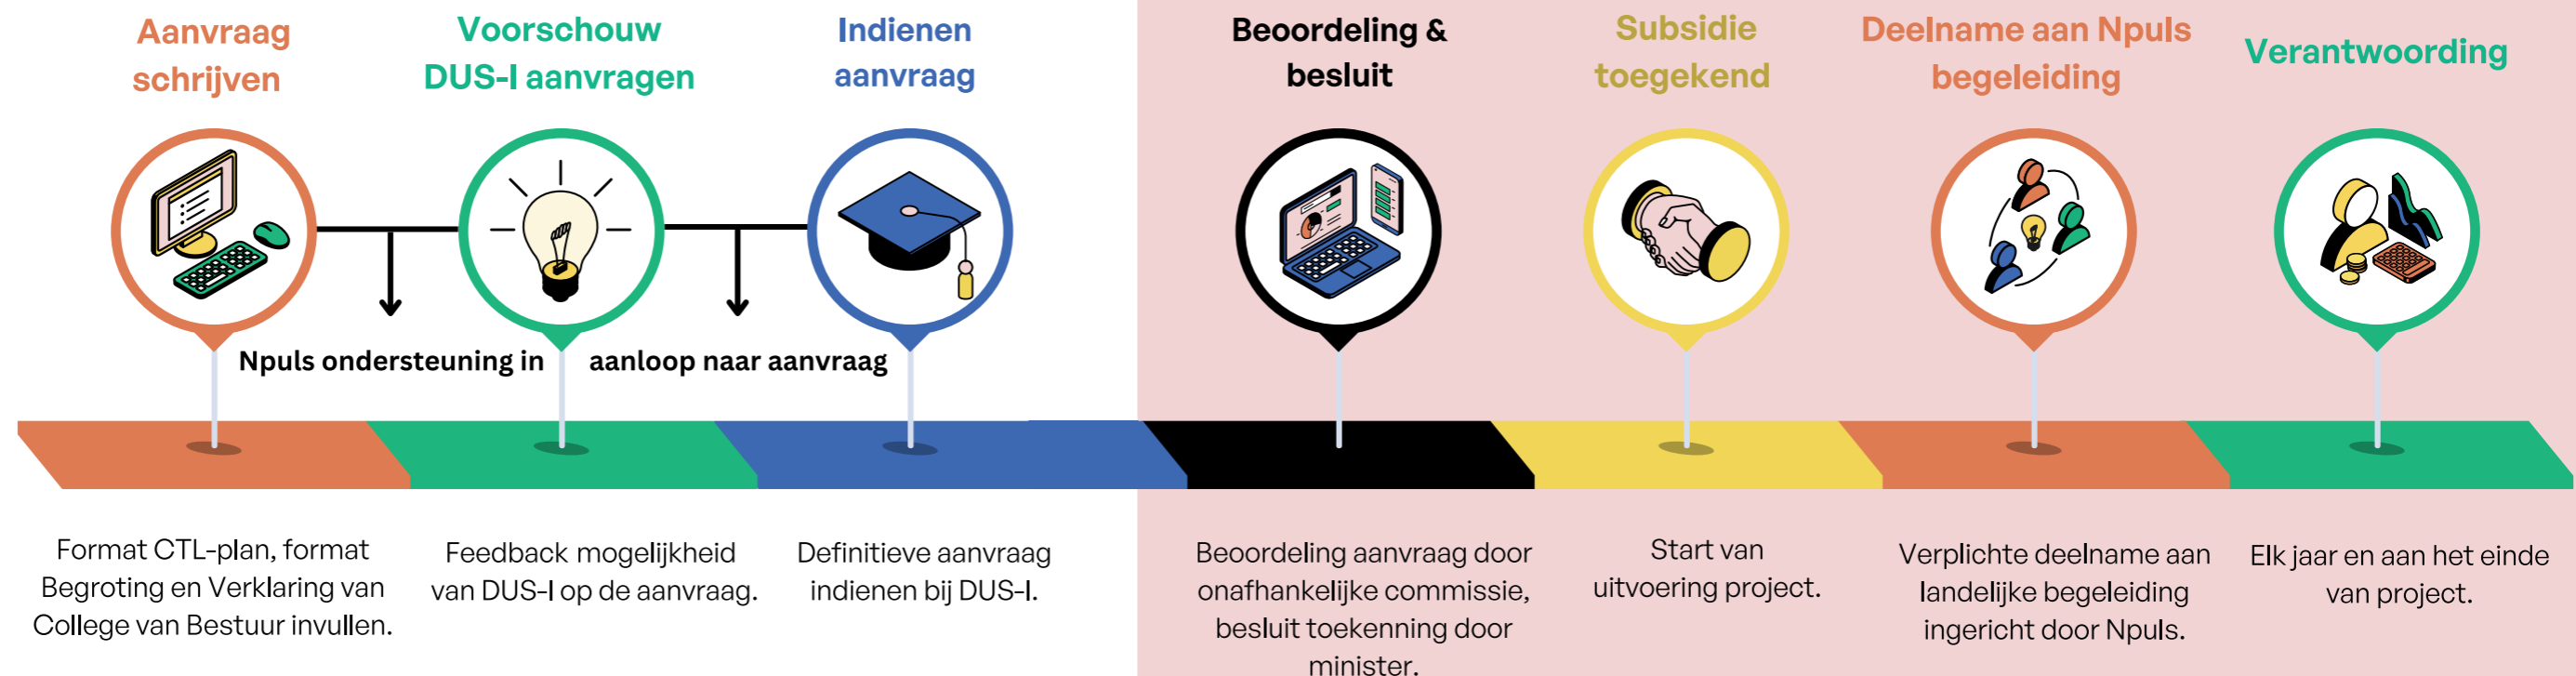 Aanvraag
schrijven
Voorschouw
DUS-I aanvragen
Indienen
aanvraag
Beoordeling &
besluit
Subsidie
toegekend
Deelname aan Npuls
begeleiding
Verantwoording
Npuls ondersteuning in aanloop naar aanvraag
Format CTL-plan, format
Begroting en Verklaring van
College van Bestuur invullen.
Feedback mogelijkheid
van DUS-I op de aanvraag.
Definitieve aanvraag
indienen bij DUS-I.
Beoordeling aanvraag door
onafhankelijke commissie,
besluit toekenning door
minister.
Start van
uitvoering project.
Verplichte deelname aan
landelijke begeleiding
ingericht door Npuls.
Elk jaar en aan het einde
van project.